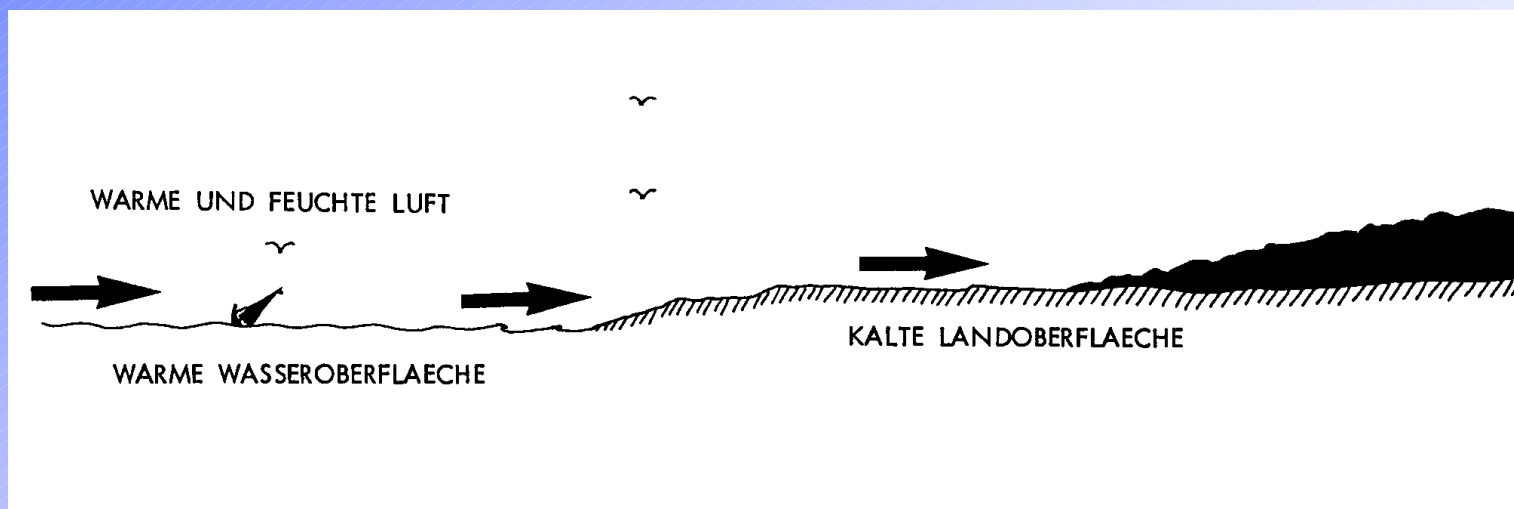 WARME UND FEUCHTE LUFT
KALTE LANDOBERFLAECHE
WARME WASSEROBERFLAECHE